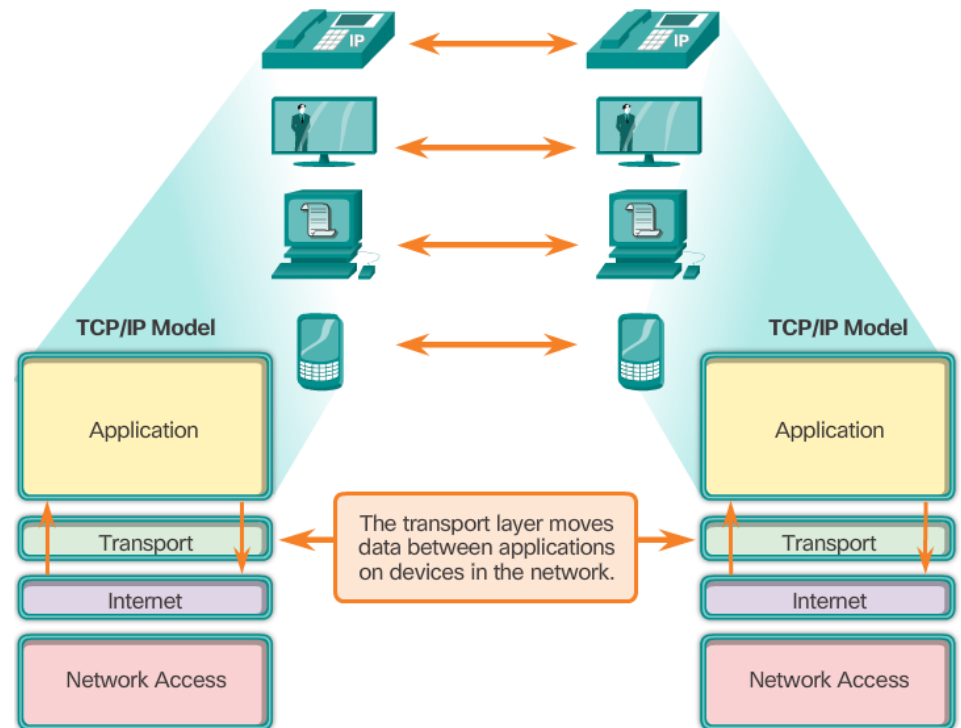 IP
IP
TCP/IP Model
TCP/IP Model
Application
Application
The transport layer moves
data between applications
on devices in the network.
Transport
Transport
Internet
Internet
Network Access
Network Access